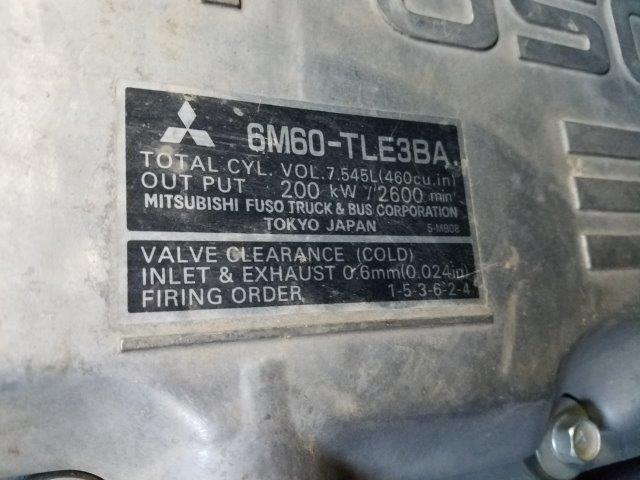 OSO
6M60-TLE3BA
TOTAL CYL. VOL. 7.545L(460cu.in)
OUT PUT 200 kW / 2600 min
MITSUBISHI FUSO TRUCK & BUS CORPORATION
TOKYO JAPAN 5-MB08
VALVE CLEARANCE (COLD)
INLET & EXHAUST 0.6mm(0.024in)
FIRING ORDER 1-5-3-6-2-4